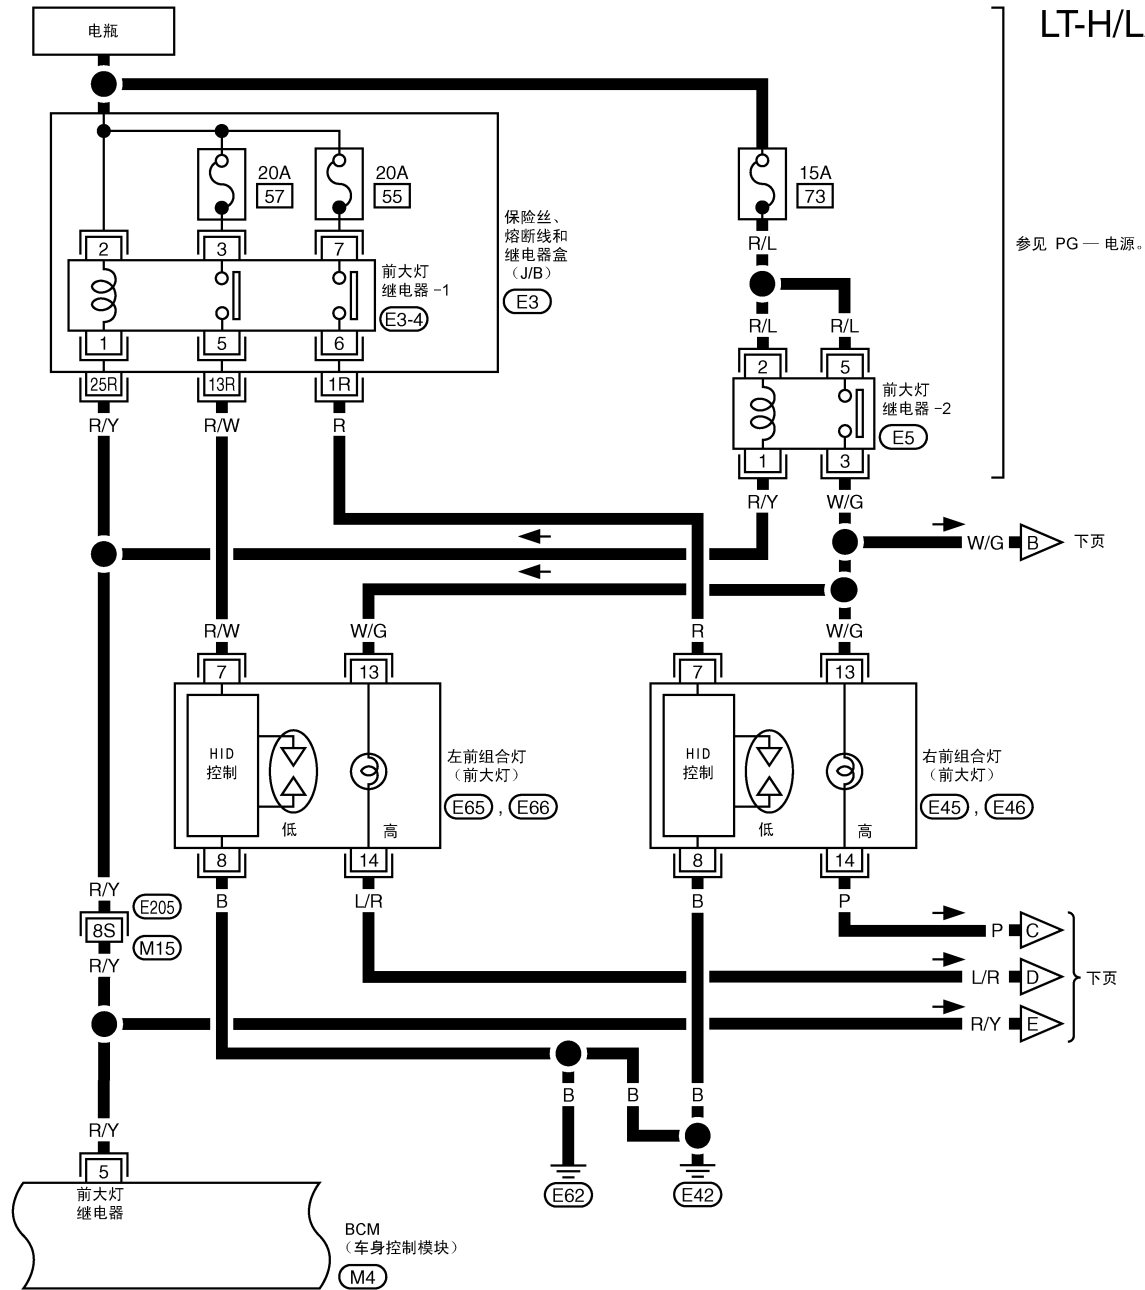 LT-H/L
电瓶
20A
57
20A
55
15A
73
保险丝、
熔断线和
继电器盒
（J/B）
E3
R/L
参见 PG — 电源。
2
3
7
前大灯
继电器 -1
E3-4
1
5
6
R/L
R/L
2
5
前大灯
继电器 -2
E5
25R
13R
1R
R/Y
R/W
R
1
3
R/Y
W/G
W/G
B
下页
R/W
W/G
R
W/G
7
13
7
13
HID
控制
低
高
左前组合灯
（前大灯）
E65 , E66
HID
控制
低
高
右前组合灯
（前大灯）
E45 , E46
8
14
8
14
B
L/R
B
P
R/Y
E205
8S
M15
R/Y
P
C
L/R
D
下页
R/Y
E
B
B
B
R/Y
5
前大灯
继电器
E62
E42
BCM
（车身控制模块）
M4